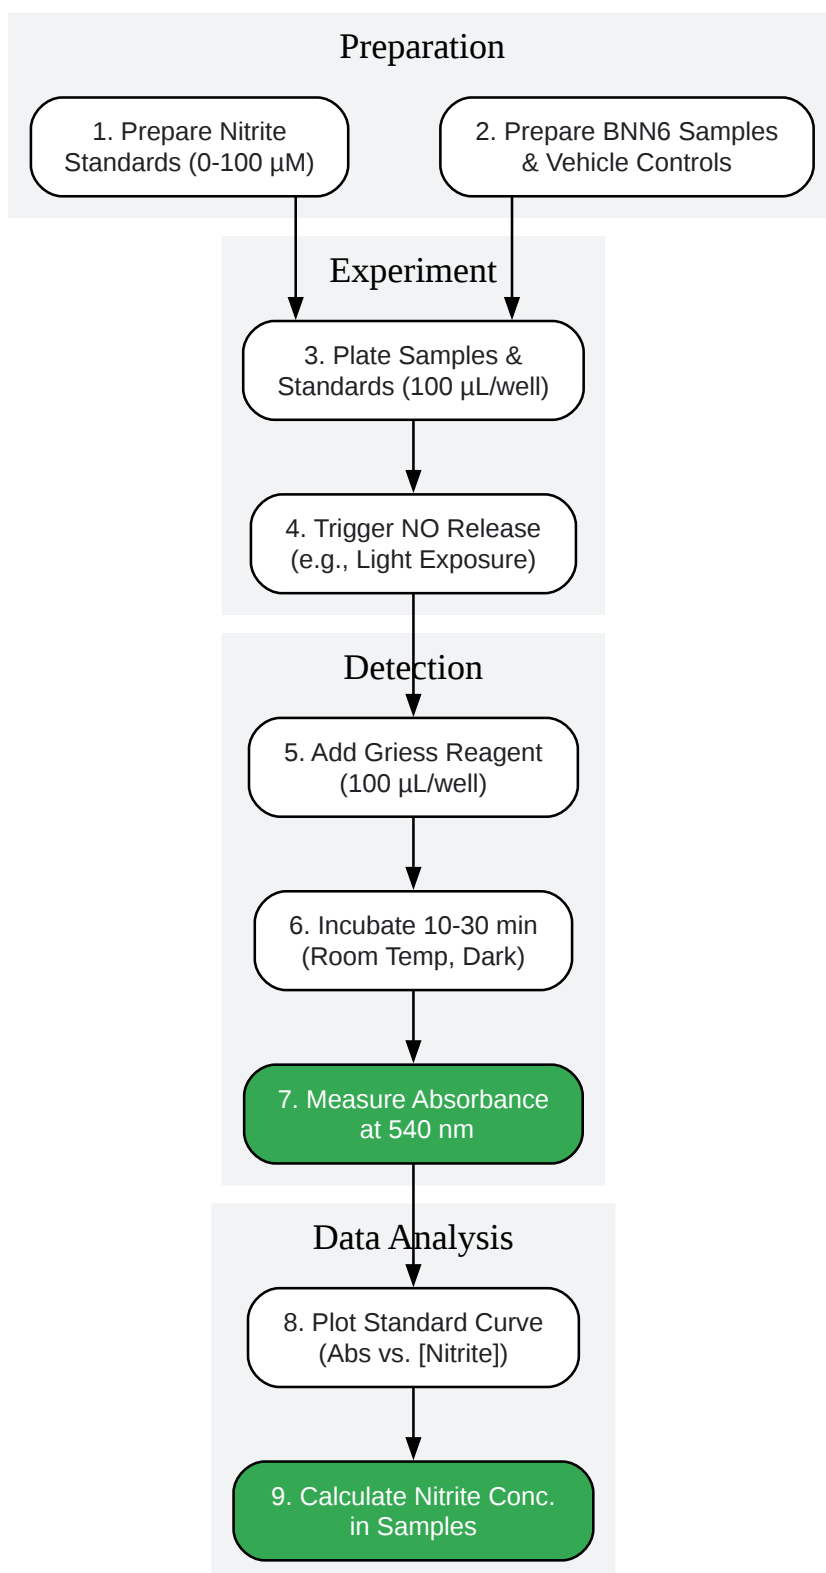 Preparation
1. Prepare Nitrite
Standards (0-100 µM)
2. Prepare BNN6 Samples
& Vehicle Controls
Experiment
3. Plate Samples &
Standards (100 µL/well)
4. Trigger NO Release
(e.g., Light Exposure)
Detection
5. Add Griess Reagent
(100 µL/well)
6. Incubate 10-30 min
(Room Temp, Dark)
7. Measure Absorbance
at 540 nm
Data Analysis
8. Plot Standard Curve
(Abs vs. [Nitrite])
9. Calculate Nitrite Conc.
in Samples